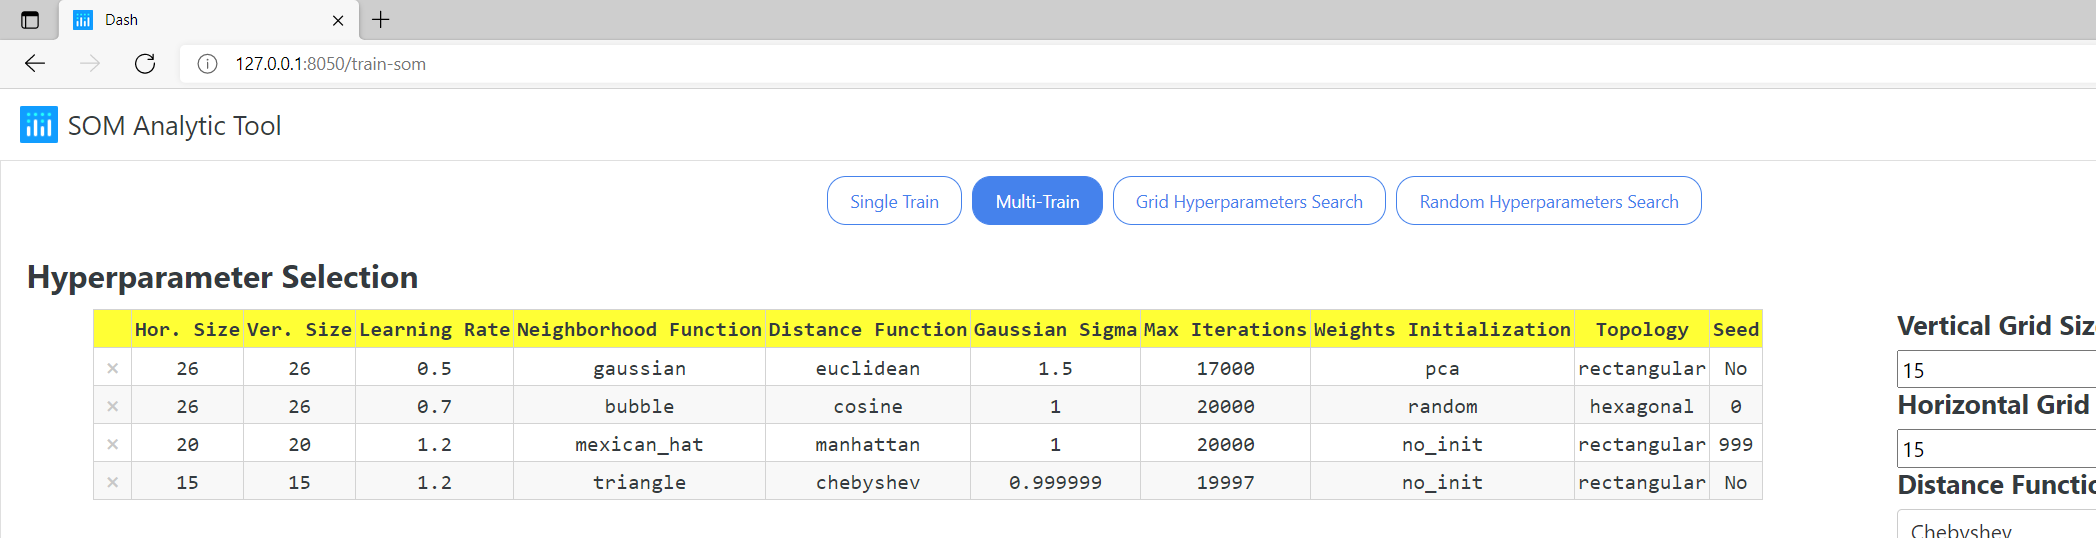 Dash
127.0.0.1:8050/train-som
SOM Analytic Tool
Single Train Multi-Train Grid Hyperparameters Search Random Hyperparameters Search
Hyperparameter Selection
Hor. Size Ver. Size Learning Rate Neighborhood Function Distance Function Gaussian Sigma Max Iterations Weights Initialization Topology Seed
× 26 26 0.5 gaussian euclidean 1.5 17000 pca rectangular No
× 26 26 0.7 bubble cosine 1 20000 random hexagonal 0
× 20 20 1.2 mexican_hat manhattan 1 20000 no_init rectangular 999
× 15 15 1.2 triangle chebyshev 0.999999 19997 no_init rectangular No
Vertical Grid Siz
15
Horizontal Grid
15
Distance Functio
Chebyshev